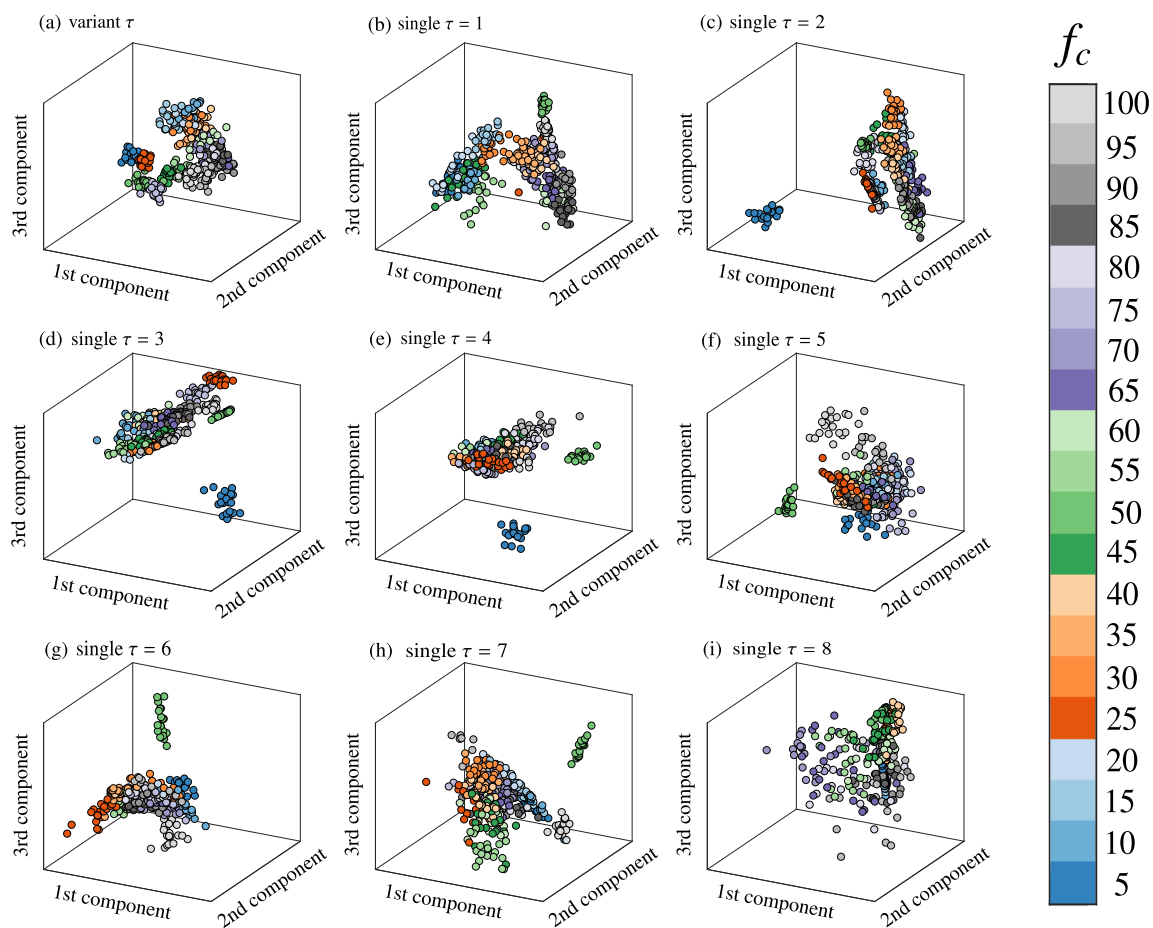 (a) variant τ
(b) single τ = 1
(c) single τ = 2
3rd component
1st component
2nd component
3rd component
1st component
2nd component
3rd component
1st component
2nd component
(d) single τ = 3
(e) single τ = 4
(f) single τ = 5
3rd component
1st component
2nd component
3rd component
1st component
2nd component
3rd component
1st component
2nd component
(g) single τ = 6
(h) single τ = 7
(i) single τ = 8
3rd component
1st component
2nd component
3rd component
1st component
2nd component
3rd component
1st component
2nd component
f_c
100
95
90
85
80
75
70
65
60
55
50
45
40
35
30
25
20
15
10
5